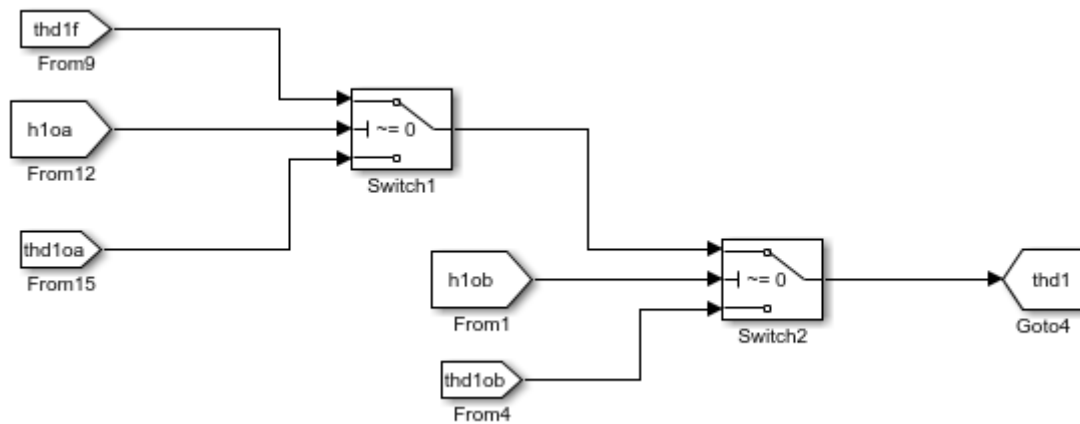 thd1f
From9
h1oa
~= 0
From12
Switch1
thd1oa
From15
h1ob
~= 0
thd1
From1
Switch2
Goto4
thd1ob
From4